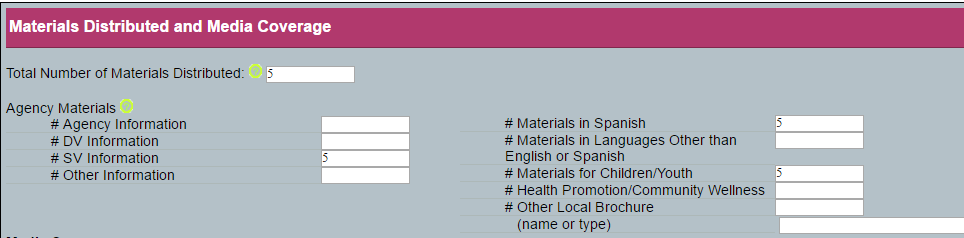 Materials Distributed and Media Coverage
Total Number of Materials Distributed: 5
Agency Materials
# Agency Information
# DV Information
# SV Information 5
# Other Information
# Materials in Spanish 5
# Materials in Languages Other than
English or Spanish
# Materials for Children/Youth 5
# Health Promotion/Community Wellness
# Other Local Brochure
(name or type)